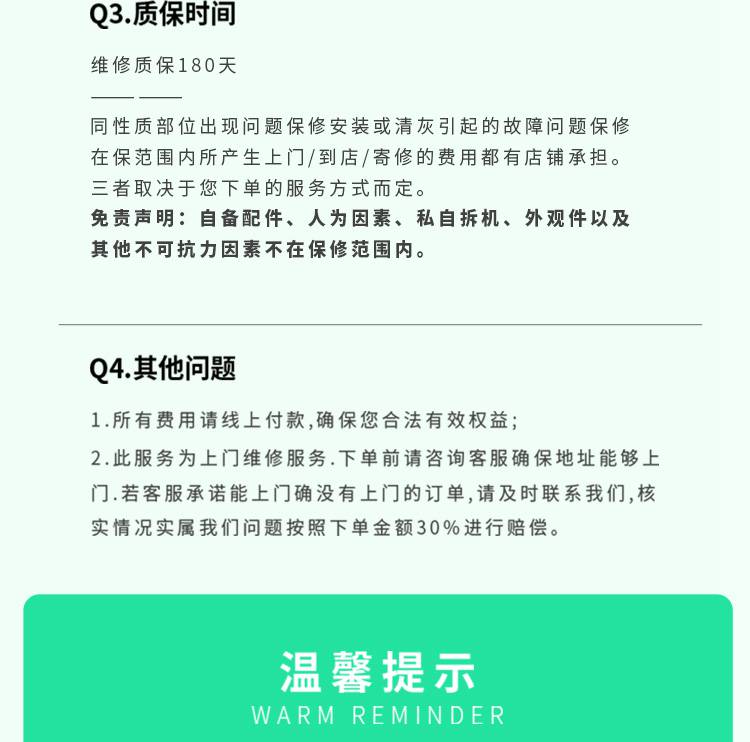 Q3.质保时间
维修质保180天
—— ——
同性质部位出现问题保修安装或清灰引起的故障问题保修
在保范围内所产生上门/到店/寄修的费用都有店铺承担。
三者取决于您下单的服务方式而定。
免责声明：自备配件、人为因素、私自拆机、外观件以及
其他不可抗力因素不在保修范围内。
Q4.其他问题
1.所有费用请线上付款,确保您合法有效权益;
2.此服务为上门维修服务.下单前请咨询客服确保地址能够上
门.若客服承诺能上门确没有上门的订单,请及时联系我们,核
实情况实属我们问题按照下单金额30%进行赔偿。
温馨提示
WARM REMINDER